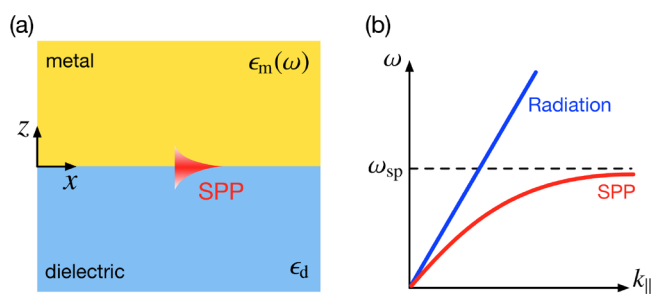 (a)
metal
ϵm(ω)
z
x
SPP
dielectric
ϵd
(b)
ω
Radiation
ωsp
SPP
k||